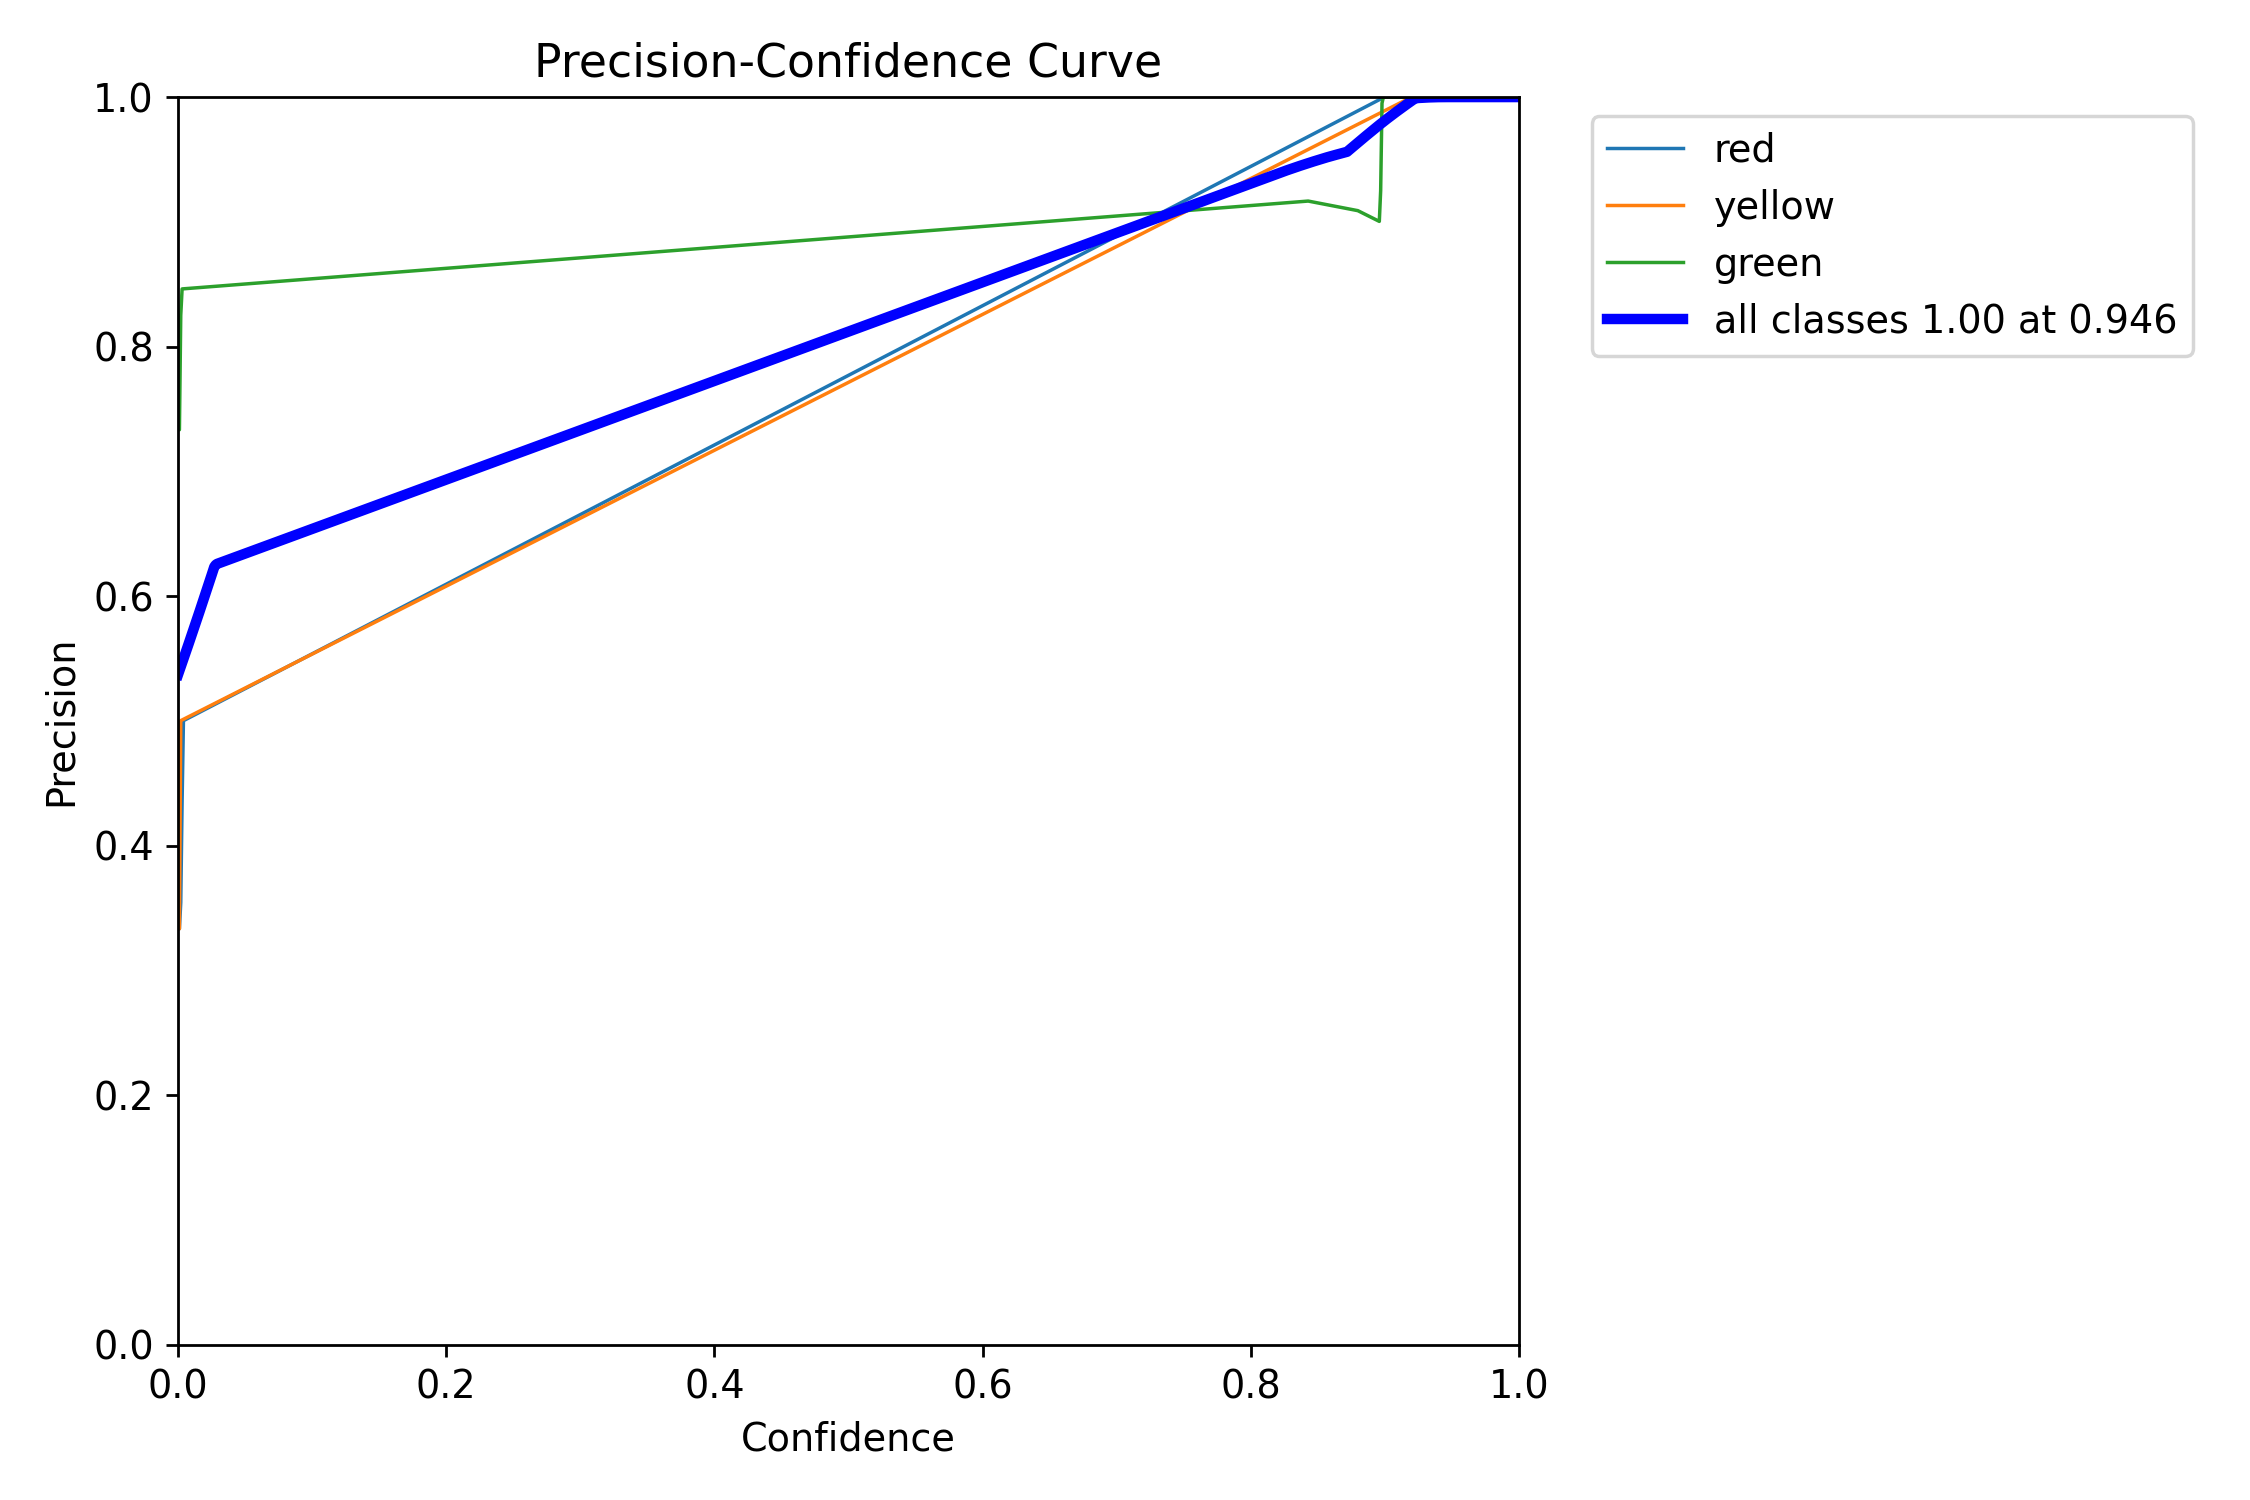 Precision-Confidence Curve
1.0
0.8
0.6
0.4
0.2
0.0
Precision
0.0 0.2 0.4 0.6 0.8 1.0
Confidence
red
yellow
green
all classes 1.00 at 0.946